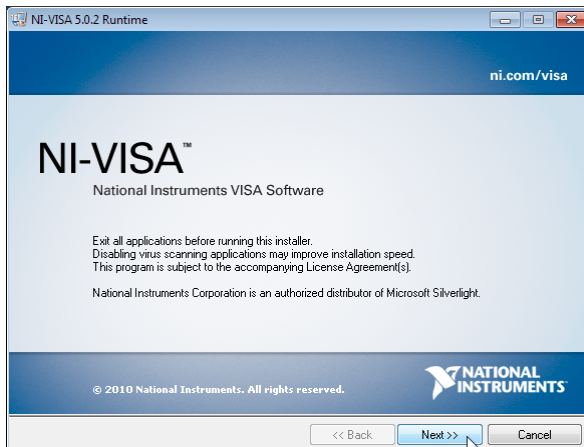 NI-VISA 5.0.2 Runtime
ni.com/visa
NI-VISA™
National Instruments VISA Software
Exit all applications before running this installer.
Disabling virus scanning applications may improve installation speed.
This program is subject to the accompanying License Agreement(s).
National Instruments Corporation is an authorized distributor of Microsoft Silverlight.
© 2010 National Instruments. All rights reserved.
NATIONAL
INSTRUMENTS™
<< Back Next >> Cancel